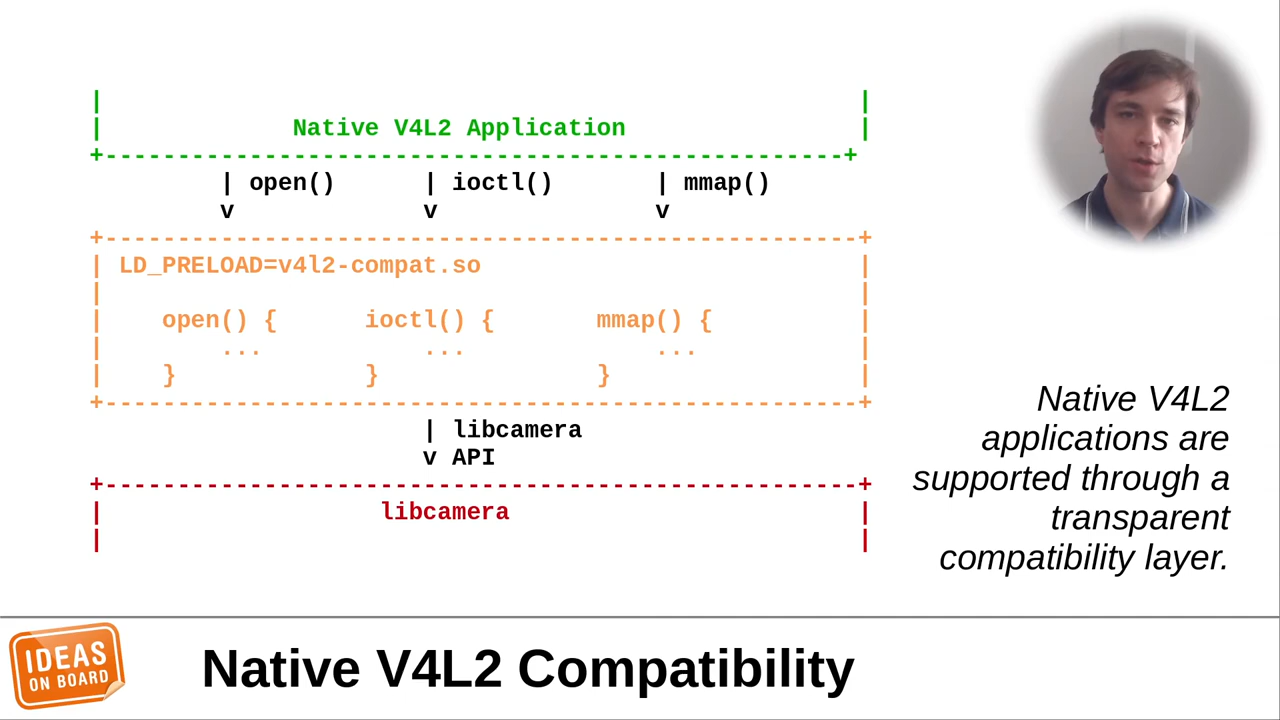 |                                                     |
|             Native V4L2 Application                 |
+---------------------------------------------------+
| open()      | ioctl()       | mmap()
v             v               v
+----------------------------------------------------+
| LD_PRELOAD=v4l2-compat.so                          |
|                                                    |
|    open() {      ioctl() {       mmap() {          |
|        ...           ...             ...           |
|    }             }               }                 |
+----------------------------------------------------+
| libcamera
v API
+----------------------------------------------------+
|                   libcamera                        |
|                                                    |
Native V4L2
applications are
supported through a
transparent
compatibility layer.
IDEAS
ON BOARD
Native V4L2 Compatibility